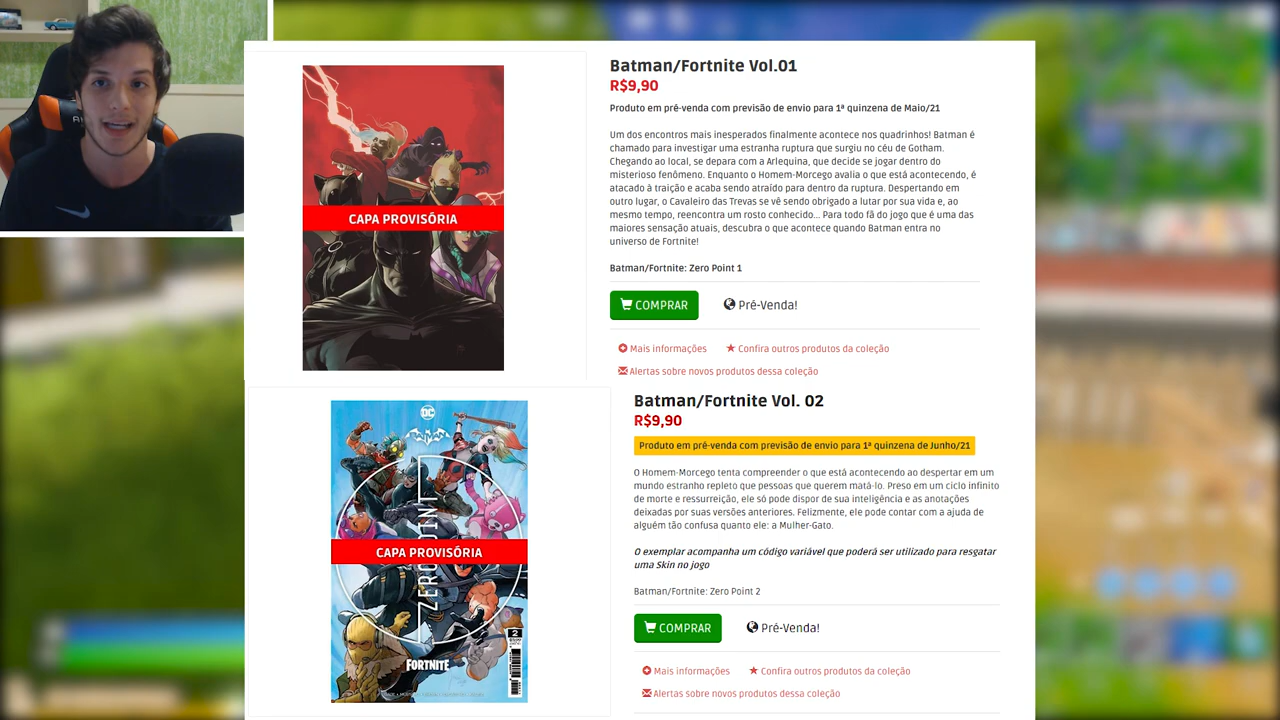 Batman/Fortnite Vol.01
R$9,90
Produto em pré-venda com previsão de envio para 1ª quinzena de Maio/21
Um dos encontros mais inesperados finalmente acontece nos quadrinhos! Batman é
chamado para investigar uma estranha ruptura que surgiu no céu de Gotham.
Chegando ao local, se depara com a Arlequina, que decide se jogar dentro do
misterioso fenômeno. Enquanto o Homem-Morcego avalia o que está acontecendo, é
atacado à traição e acaba sendo atraído para dentro da ruptura. Despertando em
outro lugar, o Cavaleiro das Trevas se vê sendo obrigado a lutar por sua vida e, ao
mesmo tempo, reencontra um rosto conhecido... Para todo fã do jogo que é uma das
maiores sensação atuais, descubra o que acontece quando Batman entra no
universo de Fortnite!
Batman/Fortnite: Zero Point 1
COMPRAR Pré-Venda!
Mais informações Confira outros produtos da coleção
Alertas sobre novos produtos dessa coleção
CAPA PROVISÓRIA
Batman/Fortnite Vol. 02
R$9,90
Produto em pré-venda com previsão de envio para 1ª quinzena de Junho/21
O Homem-Morcego tenta compreender o que está acontecendo ao despertar em um
mundo estranho repleto que pessoas que querem matá-lo. Preso em um ciclo infinito
de morte e ressurreição, ele só pode dispor de sua inteligência e as anotações
deixadas por suas versões anteriores. Felizmente, ele pode contar com a ajuda de
alguém tão confusa quanto ele: a Mulher-Gato.
O exemplar acompanha um código variável que poderá ser utilizado para resgatar
uma Skin no jogo
Batman/Fortnite: Zero Point 2
COMPRAR Pré-Venda!
Mais informações Confira outros produtos da coleção
Alertas sobre novos produtos dessa coleção
DC
CAPA PROVISÓRIA
FORTNITE
2